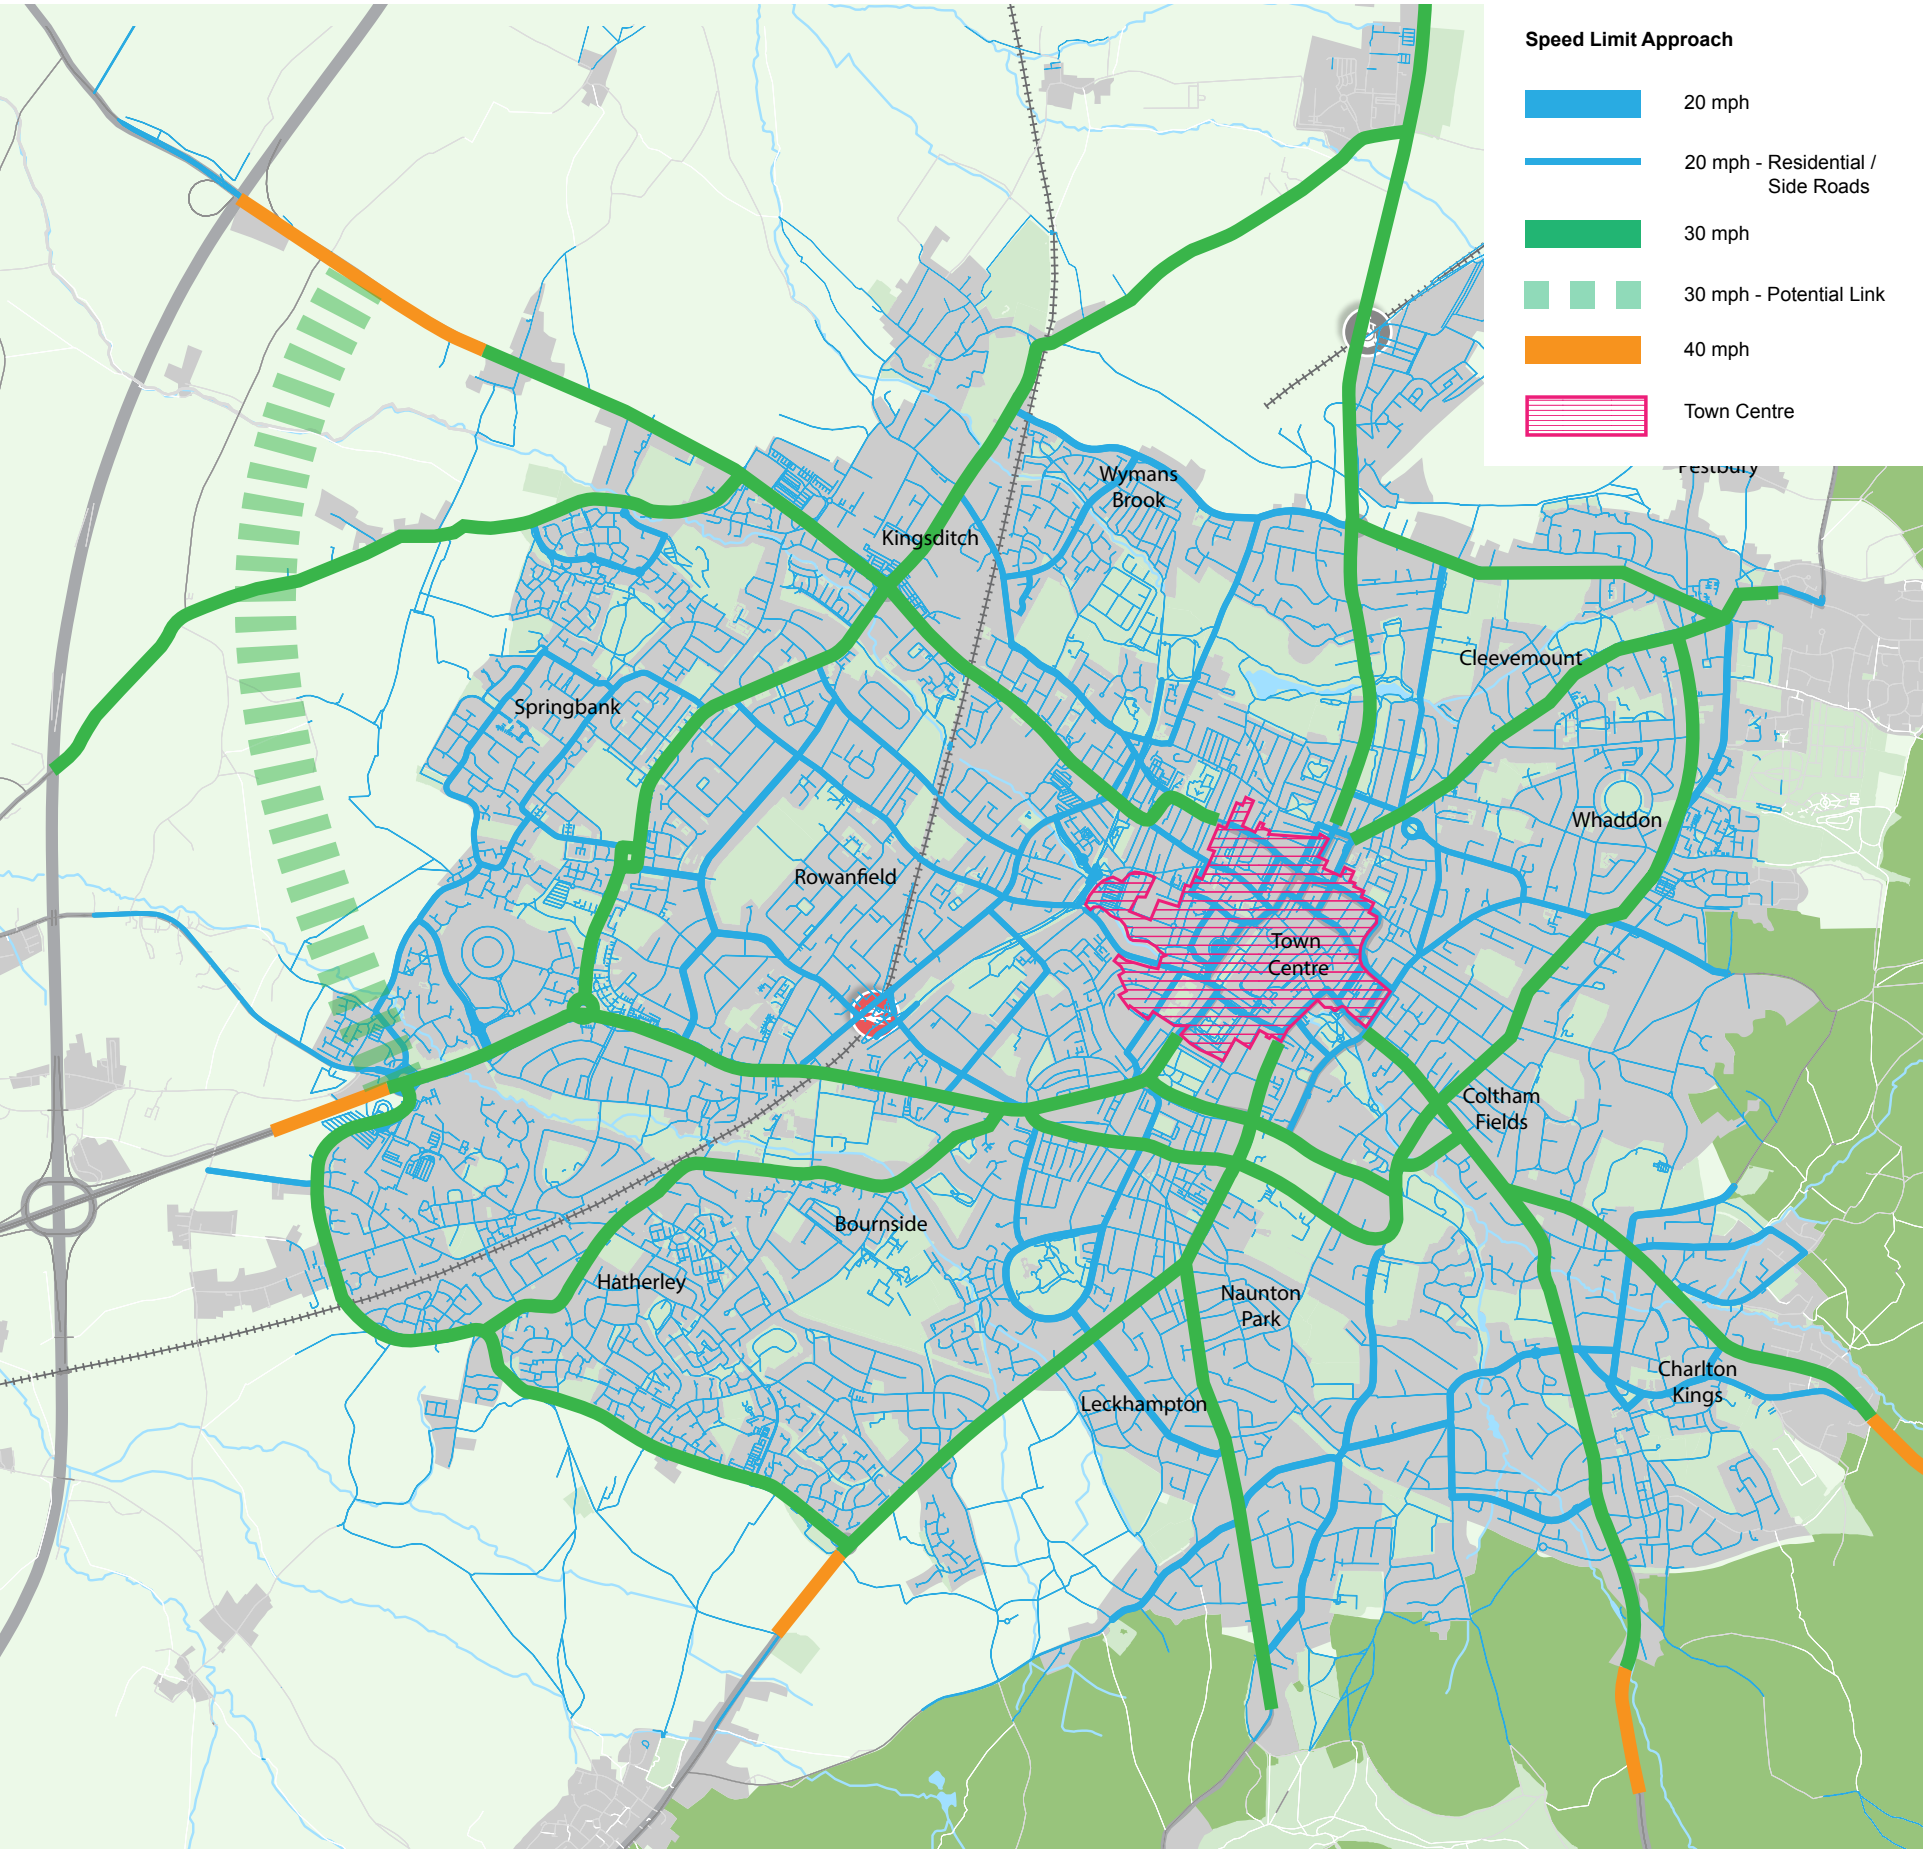 Speed Limit Approach
20 mph
20 mph - Residential /
Side Roads
30 mph
30 mph - Potential Link
40 mph
Town Centre
Wymans
Brook
Kingsditch
Cleevemount
Springbank
Whaddon
Rowanfield
Town
Centre
Coltham
Fields
Bournside
Hatherley
Naunton
Park
Charlton
Kings
Leckhampton